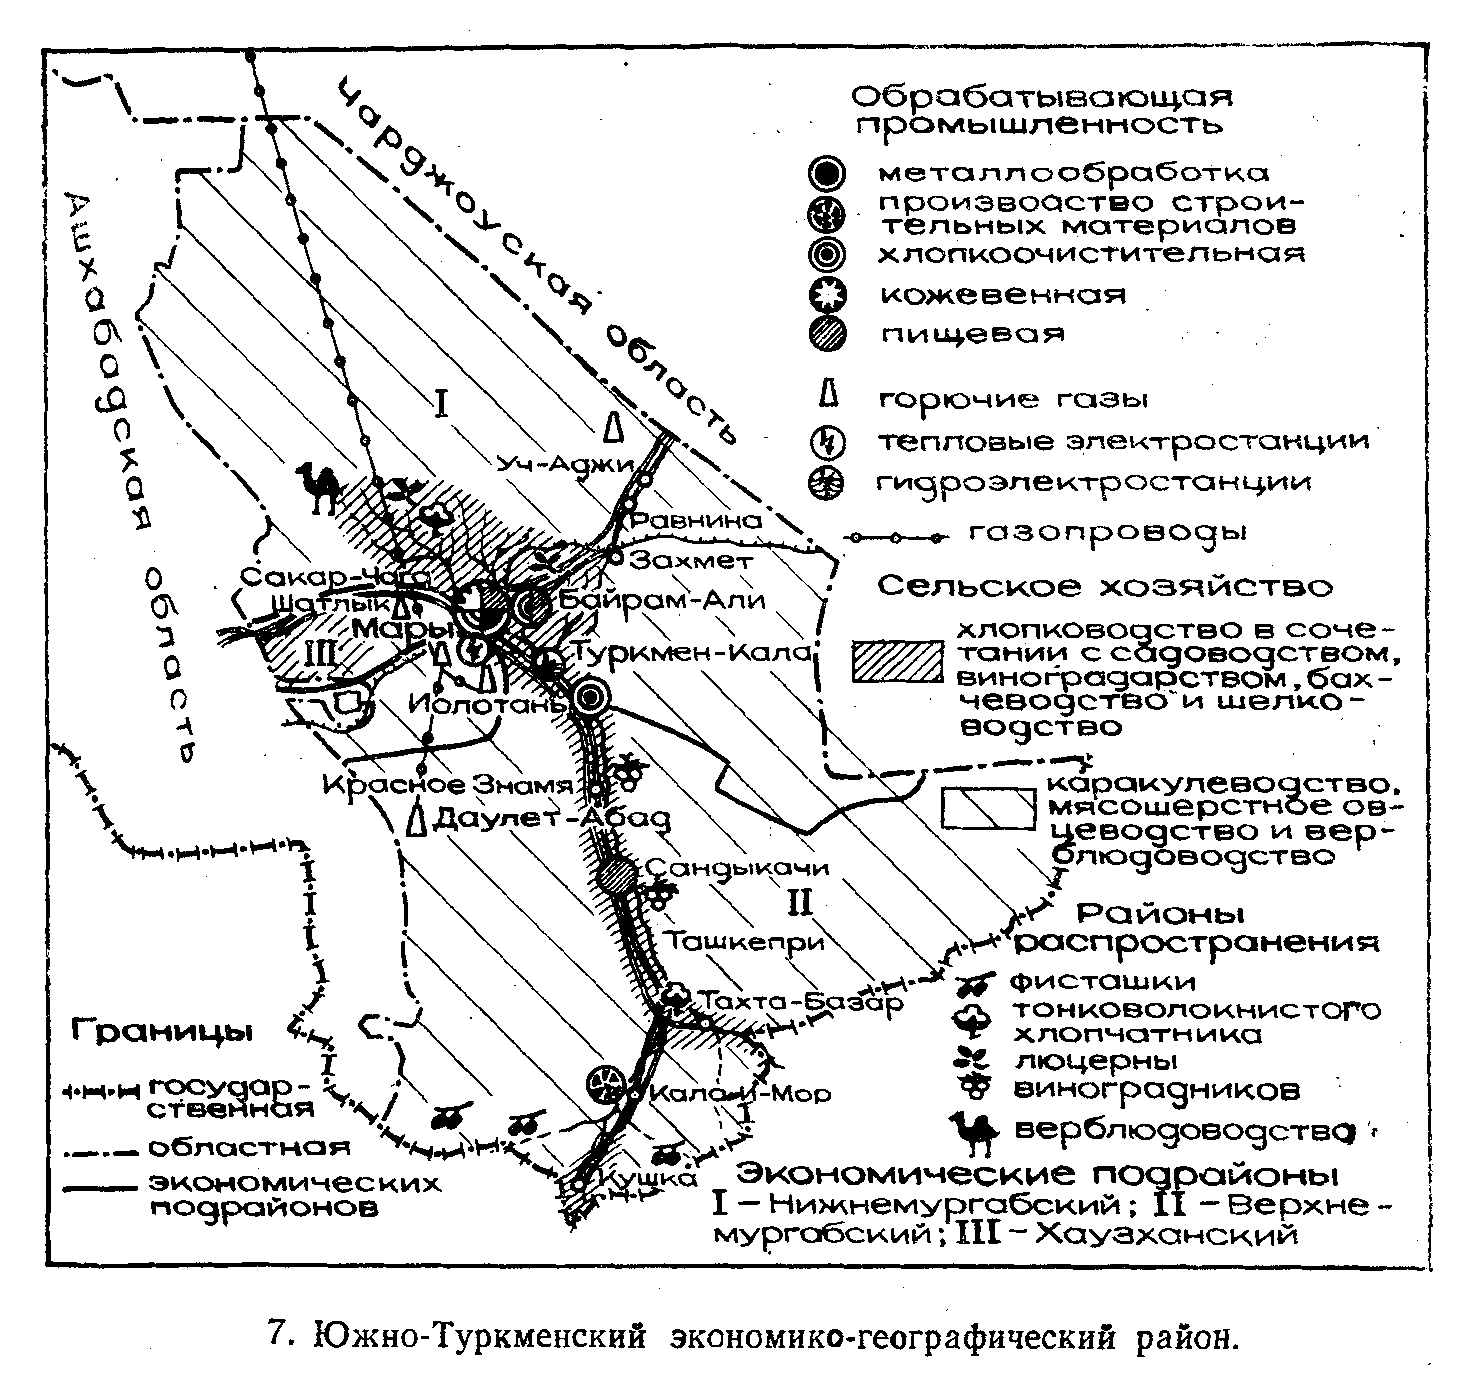 Чарджоуская область
Ашхабадская область
I
Уч-Аджи
Равнина
Захмет
Сакар-Чага
Шатлык
Байрам-Али
Мары
III
Туркмен-Кала
Иолотань
Красное Знамя
Даулет-Абад
Сандыкачи
II
Ташкепри
Тахта-Базар
Кала-И-Мор
Кушка
Обрабатывающая
промышленность
металлообработка
производство строи-
тельных материалов
хлопкоочистительная
кожевенная
пищевая
горючие газы
тепловые электростанции
гидроэлектростанции
газопроводы
Сельское хозяйство
хлопководство в соче-
тании с садоводством,
виноградарством, бах-
чеводство и шелко-
водство
каракулеводство,
мясошерстное ов-
цеводство и вер-
блюдоводство
Районы
распространения
фисташки
тонковолокнистого
хлопчатника
люцерны
виноградников
верблюдоводства
Границы
государ-
ственная
областная
экономических
подрайонов
Экономические подрайоны
I – Нижнемургабский; II – Верхне-
мургабский; III – Хаузханский
7. Южно-Туркменский экономико-географический район.